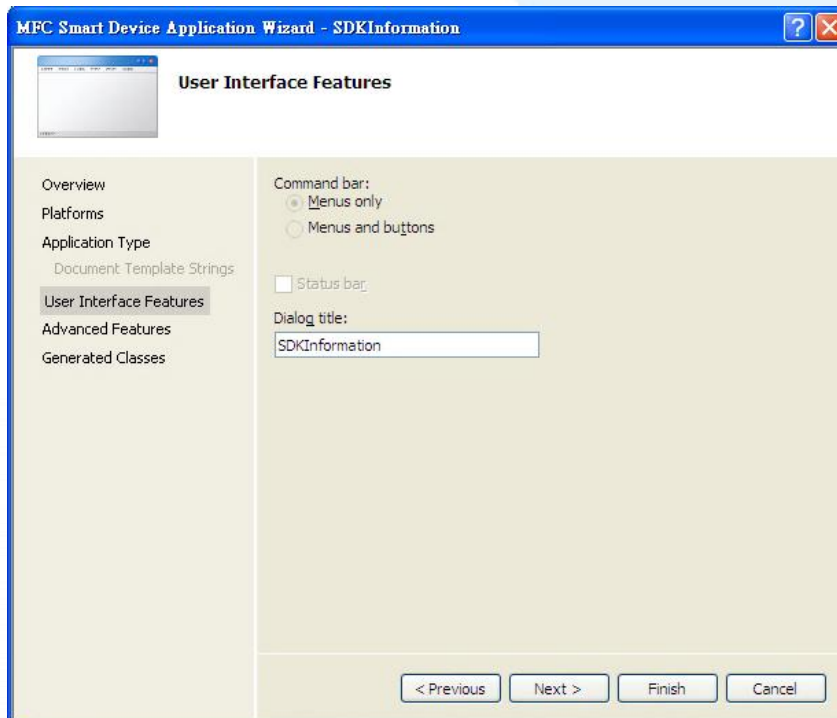 MFC Smart Device Application Wizard - SDKInformation
User Interface Features
Overview
Platforms
Application Type
Document Template Strings
User Interface Features
Advanced Features
Generated Classes
Command bar:
Menus only
Menus and buttons
Status bar
Dialog title:
SDKInformation
< Previous Next > Finish Cancel